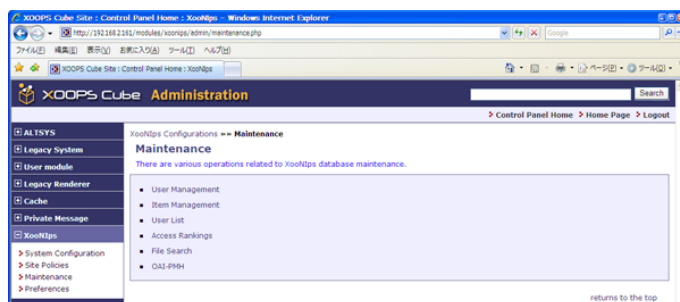 XOOPS Cube Site : Control Panel Home : XooNIps - Windows Internet Explorer
http://192.168.2.161/modules/xoonips/admin/maintenance.php
Google
ファイル(F) 編集(E) 表示(V) お気に入り(A) ツール(T) ヘルプ(H)
XOOPS Cube Site : Control Panel Home : XooNIps
ページ(P) ツール(O)
XOOPS Cube Administration
Search
Control Panel Home Home Page Logout
ALTSYS
Legacy System
User module
Legacy Renderer
Cache
Private Message
XooNIps
System Configuration
Site Policies
Maintenance
Preferences
XooNIps Configurations »» Maintenance
Maintenance
There are various operations related to XooNIps database maintenance.
User Management
Item Management
User List
Access Rankings
File Search
OAI-PMH
returns to the top